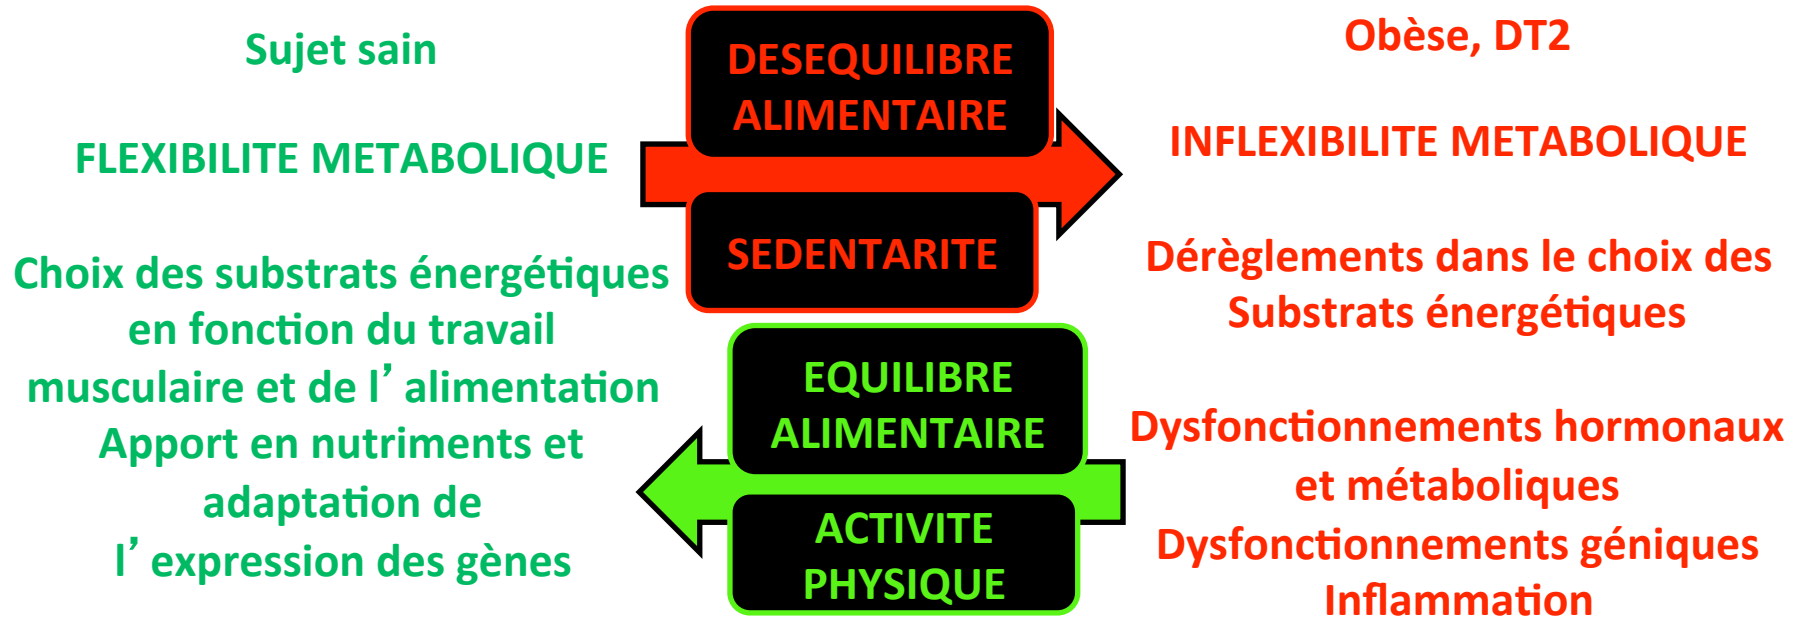 Sujet sain
FLEXIBILITE METABOLIQUE
Choix des substrats énergétiques
en fonction du travail
musculaire et de l’ alimentation
Apport en nutriments et
adaptation de
l’ expression des gènes
DESEQUILIBRE
ALIMENTAIRE
SEDENTARITE
EQUILIBRE
ALIMENTAIRE
ACTIVITE
PHYSIQUE
Obèse, DT2
INFLEXIBILITE METABOLIQUE
Dérèglements dans le choix des
Substrats énergétiques
Dysfonctionnements hormonaux
et métaboliques
Dysfonctionnements géniques
Inflammation